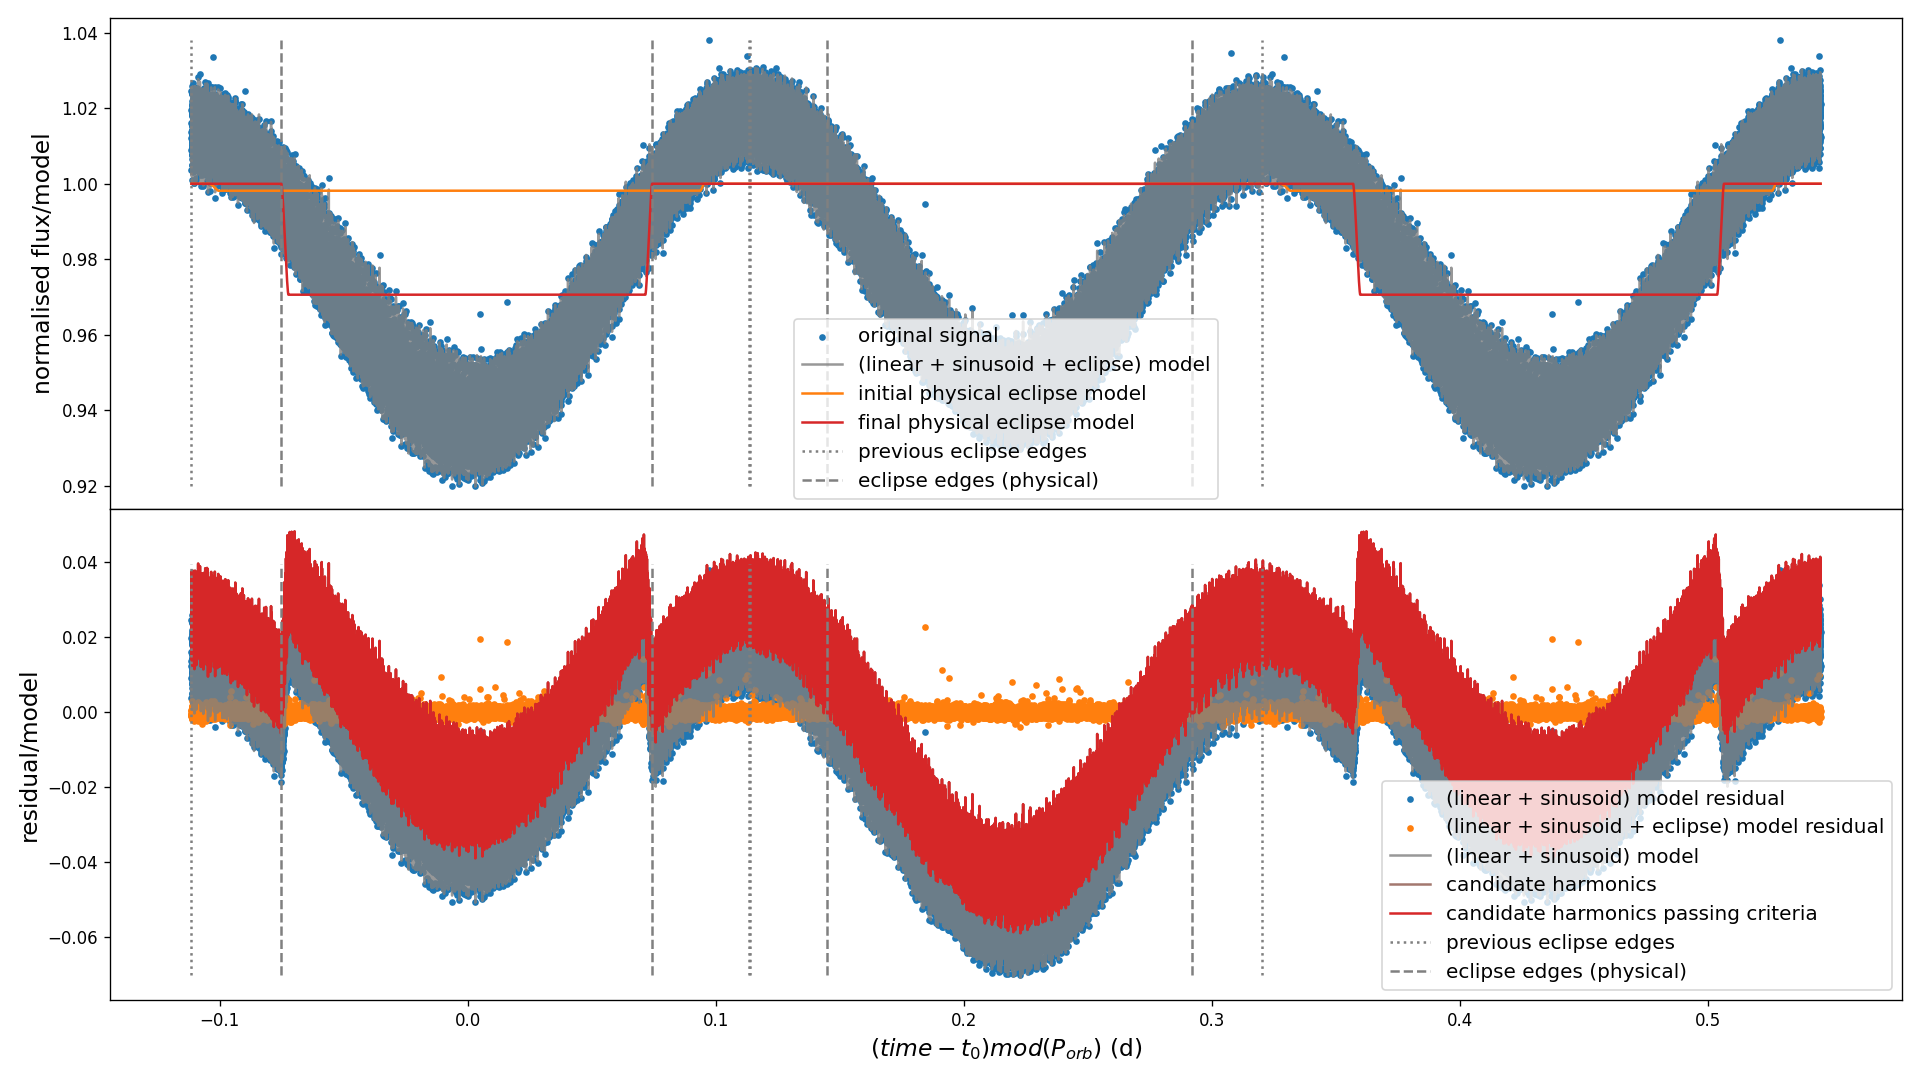 1.04
1.02
1.00
0.98
0.96
0.94
0.92
normalised flux/model
original signal
(linear + sinusoid + eclipse) model
initial physical eclipse model
final physical eclipse model
previous eclipse edges
eclipse edges (physical)
0.04
0.02
0.00
−0.02
−0.04
−0.06
residual/model
(linear + sinusoid) model residual
(linear + sinusoid + eclipse) model residual
(linear + sinusoid) model
candidate harmonics
candidate harmonics passing criteria
previous eclipse edges
eclipse edges (physical)
−0.1 0.0 0.1 0.2 0.3 0.4 0.5
(time − t₀)mod(P_orb) (d)